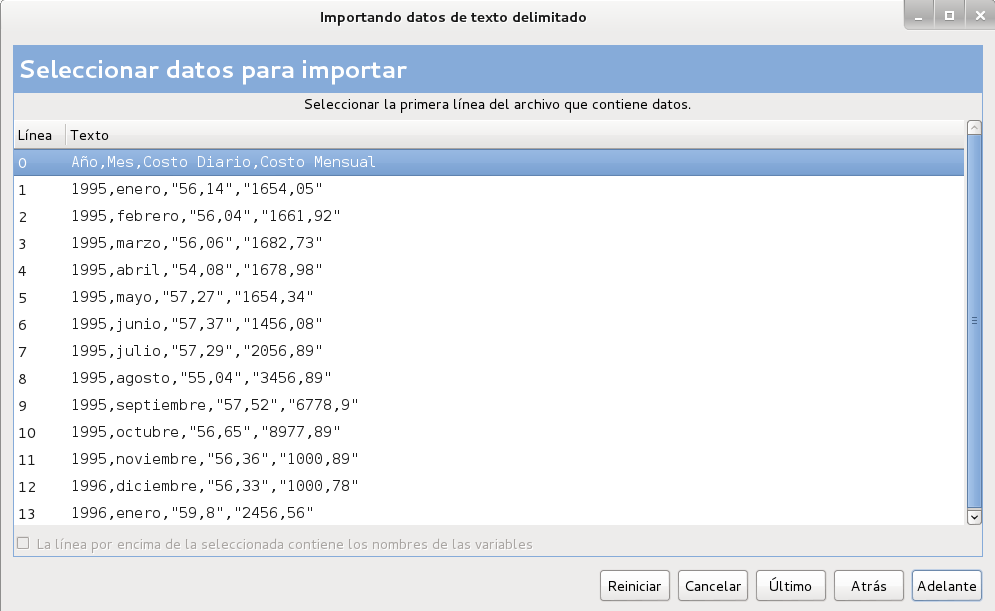 Importando datos de texto delimitado
Seleccionar datos para importar
Seleccionar la primera línea del archivo que contiene datos.
Línea Texto
0 Año,Mes,Costo Diario,Costo Mensual
1 1995,enero,"56,14","1654,05"
2 1995,febrero,"56,04","1661,92"
3 1995,marzo,"56,06","1682,73"
4 1995,abril,"54,08","1678,98"
5 1995,mayo,"57,27","1654,34"
6 1995,junio,"57,37","1456,08"
7 1995,julio,"57,29","2056,89"
8 1995,agosto,"55,04","3456,89"
9 1995,septiembre,"57,52","6778,9"
10 1995,octubre,"56,65","8977,89"
11 1995,noviembre,"56,36","1000,89"
12 1996,diciembre,"56,33","1000,78"
13 1996,enero,"59,8","2456,56"
La línea por encima de la seleccionada contiene los nombres de las variables
Reiniciar Cancelar Último Atrás Adelante